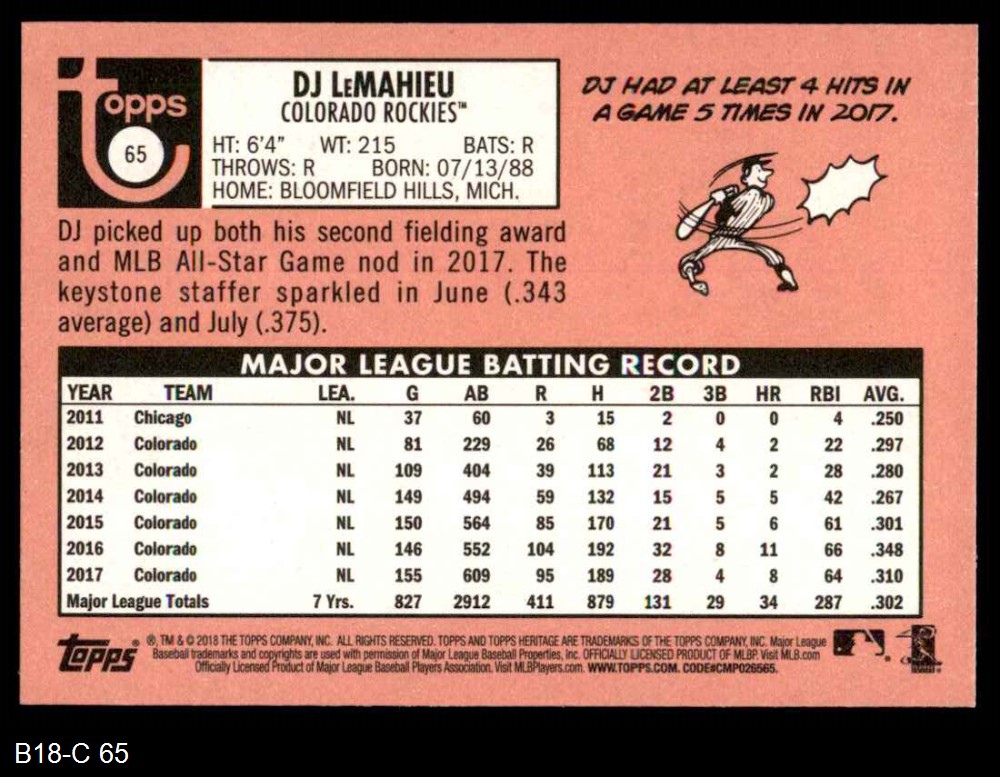 topps
65
DJ LeMAHIEU
COLORADO ROCKIES™
HT: 6'4" WT: 215 BATS: R
THROWS: R BORN: 07/13/88
HOME: BLOOMFIELD HILLS, MICH.
DJ HAD AT LEAST 4 HITS IN
A GAME 5 TIMES IN 2017.
DJ picked up both his second fielding award
and MLB All-Star Game nod in 2017. The
keystone staffer sparkled in June (.343
average) and July (.375).
MAJOR LEAGUE BATTING RECORD
YEAR TEAM LEA. G AB R H 2B 3B HR RBI AVG.
2011 Chicago NL 37 60 3 15 2 0 0 4 .250
2012 Colorado NL 81 229 26 68 12 4 2 22 .297
2013 Colorado NL 109 404 39 113 21 3 2 28 .280
2014 Colorado NL 149 494 59 132 15 5 5 42 .267
2015 Colorado NL 150 564 85 170 21 5 6 61 .301
2016 Colorado NL 146 552 104 192 32 8 11 66 .348
2017 Colorado NL 155 609 95 189 28 4 8 64 .310
Major League Totals 7 Yrs. 827 2912 411 879 131 29 34 287 .302
topps
®, TM & © 2018 THE TOPPS COMPANY, INC. ALL RIGHTS RESERVED. TOPPS AND TOPPS HERITAGE ARE TRADEMARKS OF THE TOPPS COMPANY, INC. Major League
Baseball trademarks and copyrights are used with permission of Major League Baseball Properties, Inc. OFFICIALLY LICENSED PRODUCT OF MLBP. Visit MLB.com
Officially Licensed Product of Major League Baseball Players Association. Visit MLBPlayers.com. WWW.TOPPS.COM. CODE#CMP026565.
B18-C 65